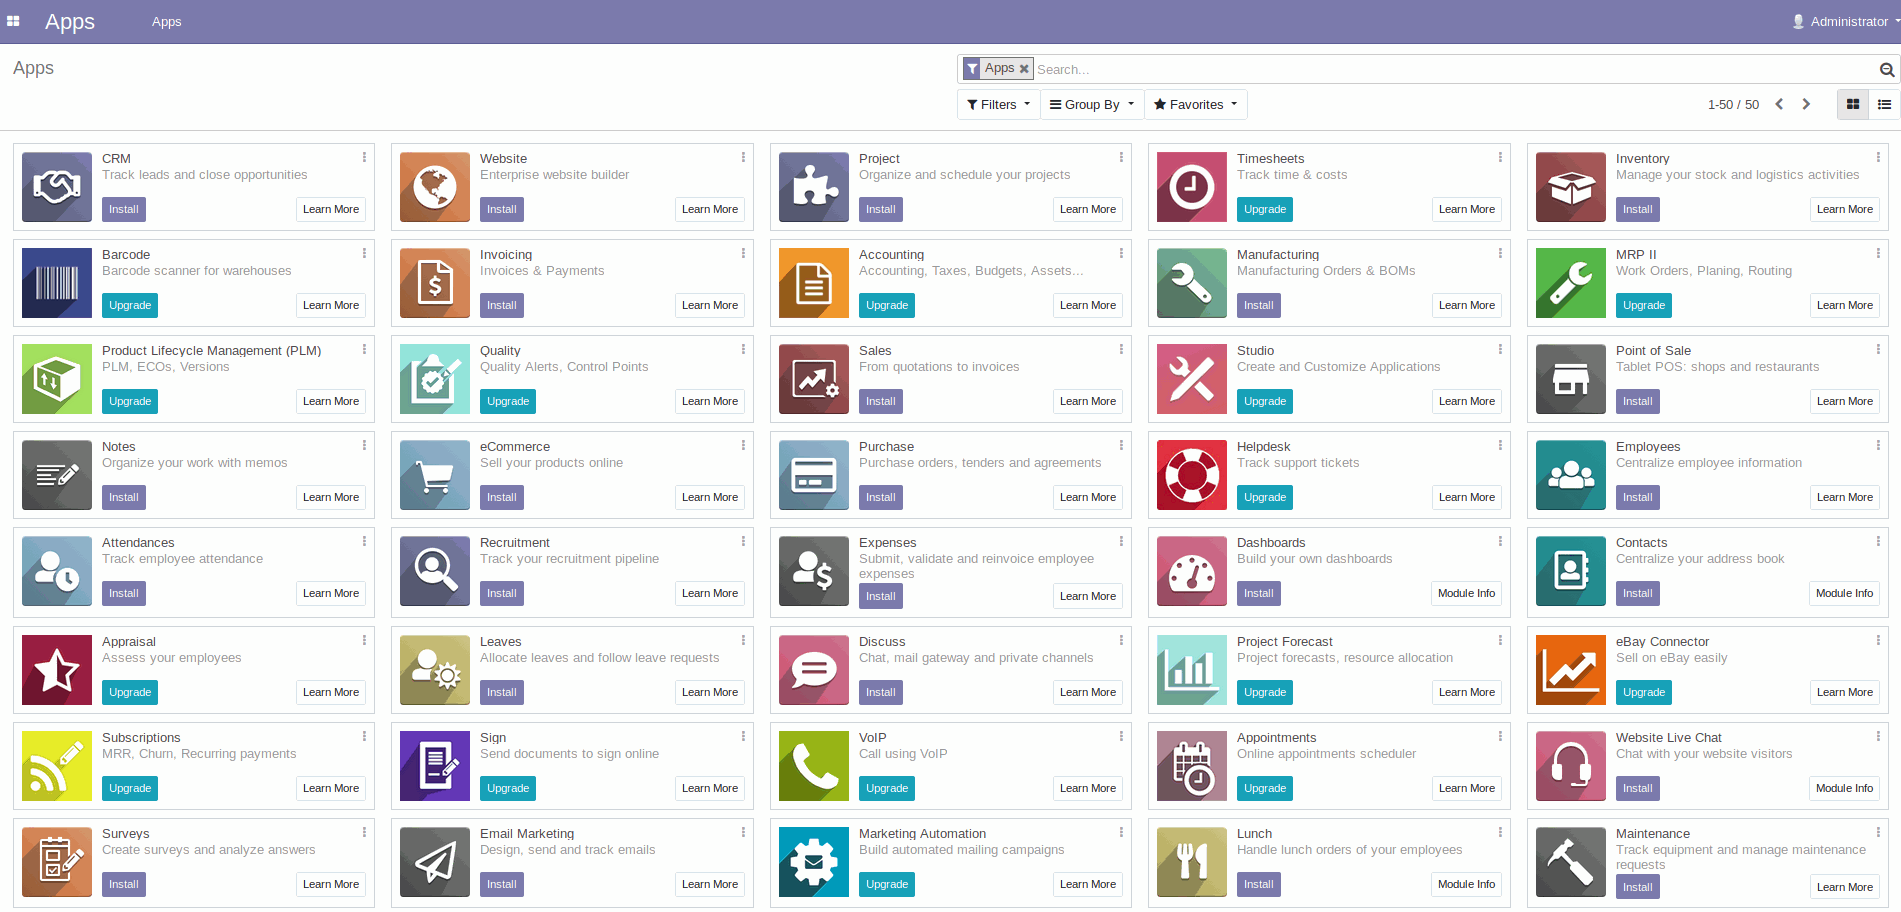 Apps
Apps
Administrator
Apps
Apps
Search...
Filters
Group By
Favorites
1-50 / 50
CRM
Track leads and close opportunities
Install
Learn More
Website
Enterprise website builder
Install
Learn More
Project
Organize and schedule your projects
Install
Learn More
Timesheets
Track time & costs
Upgrade
Learn More
Inventory
Manage your stock and logistics activities
Install
Learn More
Barcode
Barcode scanner for warehouses
Upgrade
Learn More
Invoicing
Invoices & Payments
Install
Learn More
Accounting
Accounting, Taxes, Budgets, Assets...
Upgrade
Learn More
Manufacturing
Manufacturing Orders & BOMs
Install
Learn More
MRP II
Work Orders, Planing, Routing
Upgrade
Learn More
Product Lifecycle Management (PLM)
PLM, ECOs, Versions
Upgrade
Learn More
Quality
Quality Alerts, Control Points
Upgrade
Learn More
Sales
From quotations to invoices
Install
Learn More
Studio
Create and Customize Applications
Upgrade
Learn More
Point of Sale
Tablet POS: shops and restaurants
Install
Learn More
Notes
Organize your work with memos
Install
Learn More
eCommerce
Sell your products online
Install
Learn More
Purchase
Purchase orders, tenders and agreements
Install
Learn More
Helpdesk
Track support tickets
Upgrade
Learn More
Employees
Centralize employee information
Install
Learn More
Attendances
Track employee attendance
Install
Learn More
Recruitment
Track your recruitment pipeline
Install
Learn More
Expenses
Submit, validate and reinvoice employee
expenses
Install
Learn More
Dashboards
Build your own dashboards
Install
Module Info
Contacts
Centralize your address book
Install
Module Info
Appraisal
Assess your employees
Upgrade
Learn More
Leaves
Allocate leaves and follow leave requests
Install
Learn More
Discuss
Chat, mail gateway and private channels
Install
Learn More
Project Forecast
Project forecasts, resource allocation
Upgrade
Learn More
eBay Connector
Sell on eBay easily
Upgrade
Learn More
Subscriptions
MRR, Churn, Recurring payments
Upgrade
Learn More
Sign
Send documents to sign online
Upgrade
Learn More
VoIP
Call using VoIP
Upgrade
Learn More
Appointments
Online appointments scheduler
Upgrade
Learn More
Website Live Chat
Chat with your website visitors
Install
Module Info
Surveys
Create surveys and analyze answers
Install
Learn More
Email Marketing
Design, send and track emails
Install
Learn More
Marketing Automation
Build automated mailing campaigns
Upgrade
Learn More
Lunch
Handle lunch orders of your employees
Install
Module Info
Maintenance
Track equipment and manage maintenance
requests
Install
Learn More